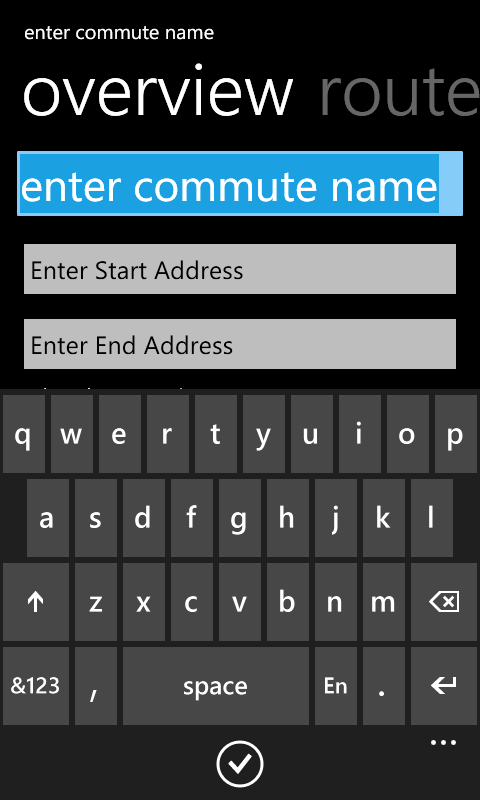 enter commute name
overview route
enter commute name
Enter Start Address
Enter End Address
q w e r t y u i o p
a s d f g h j k l
z x c v b n m
&123 , space En .